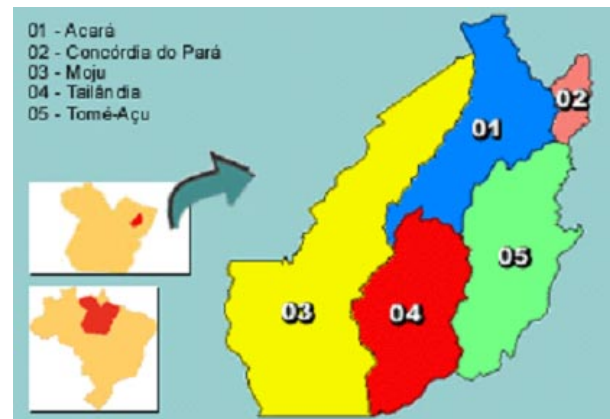 01 - Acará
02 - Concórdia do Pará
03 - Moju
04 - Tailândia
05 - Tomé-Açu
02
01
05
03
04